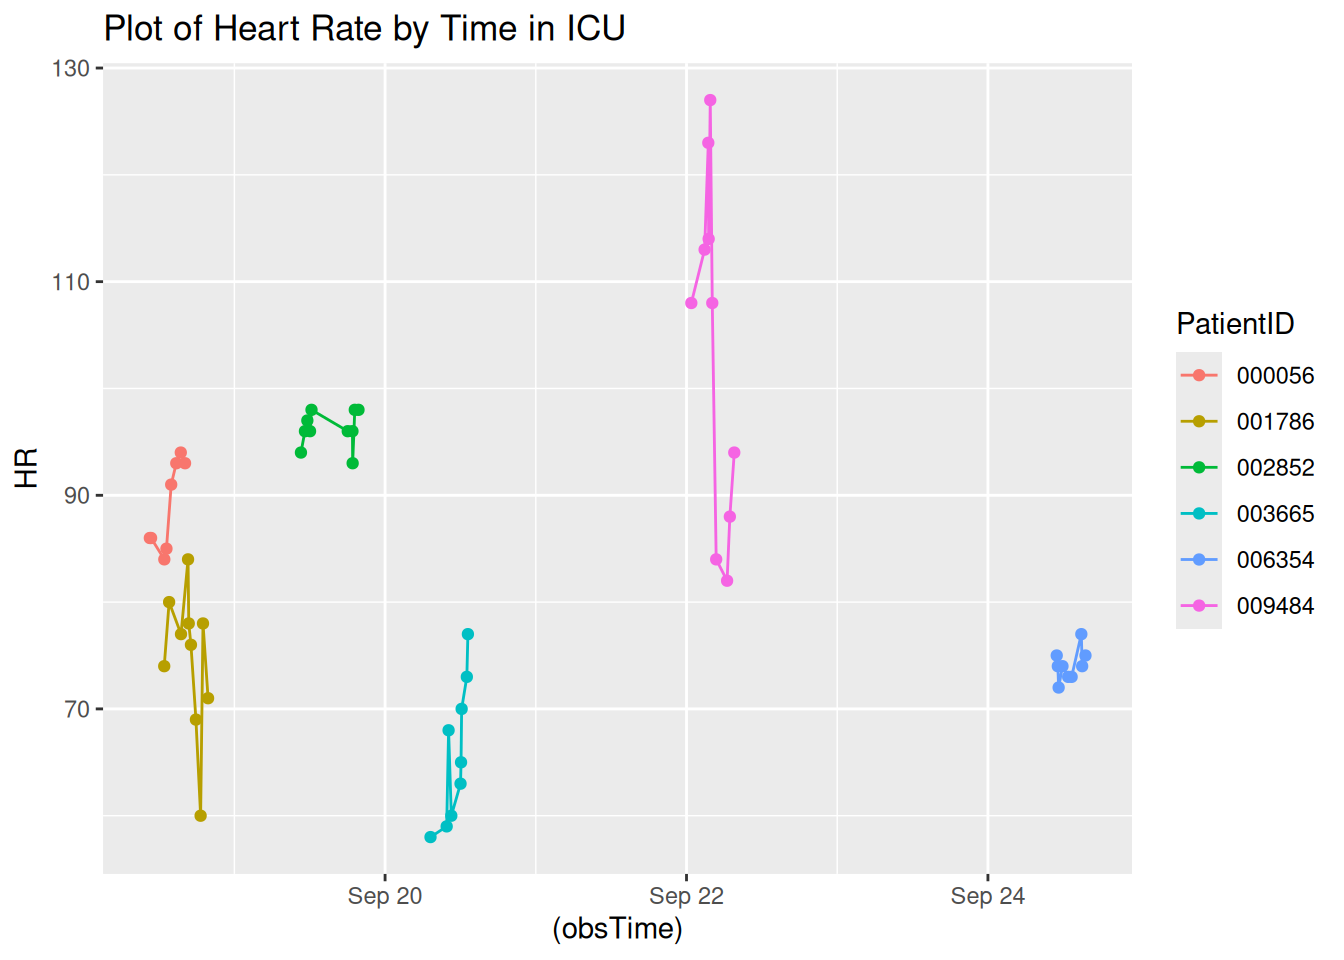 Plot of Heart Rate by Time in ICU
130
110
90
70
HR
Sep 20
Sep 22
Sep 24
(obsTime)
PatientID
000056
001786
002852
003665
006354
009484